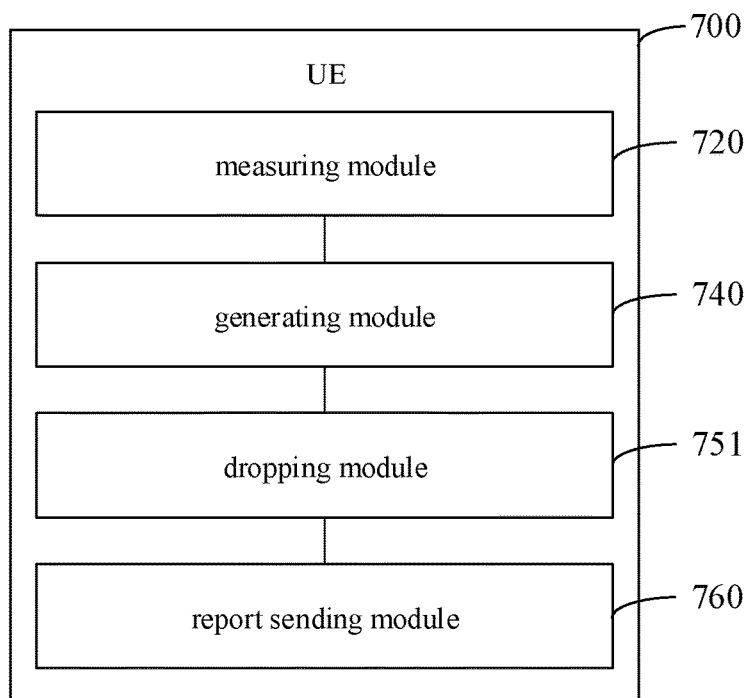 700
UE
measuring module
720
generating module
740
dropping module
751
report sending module
760